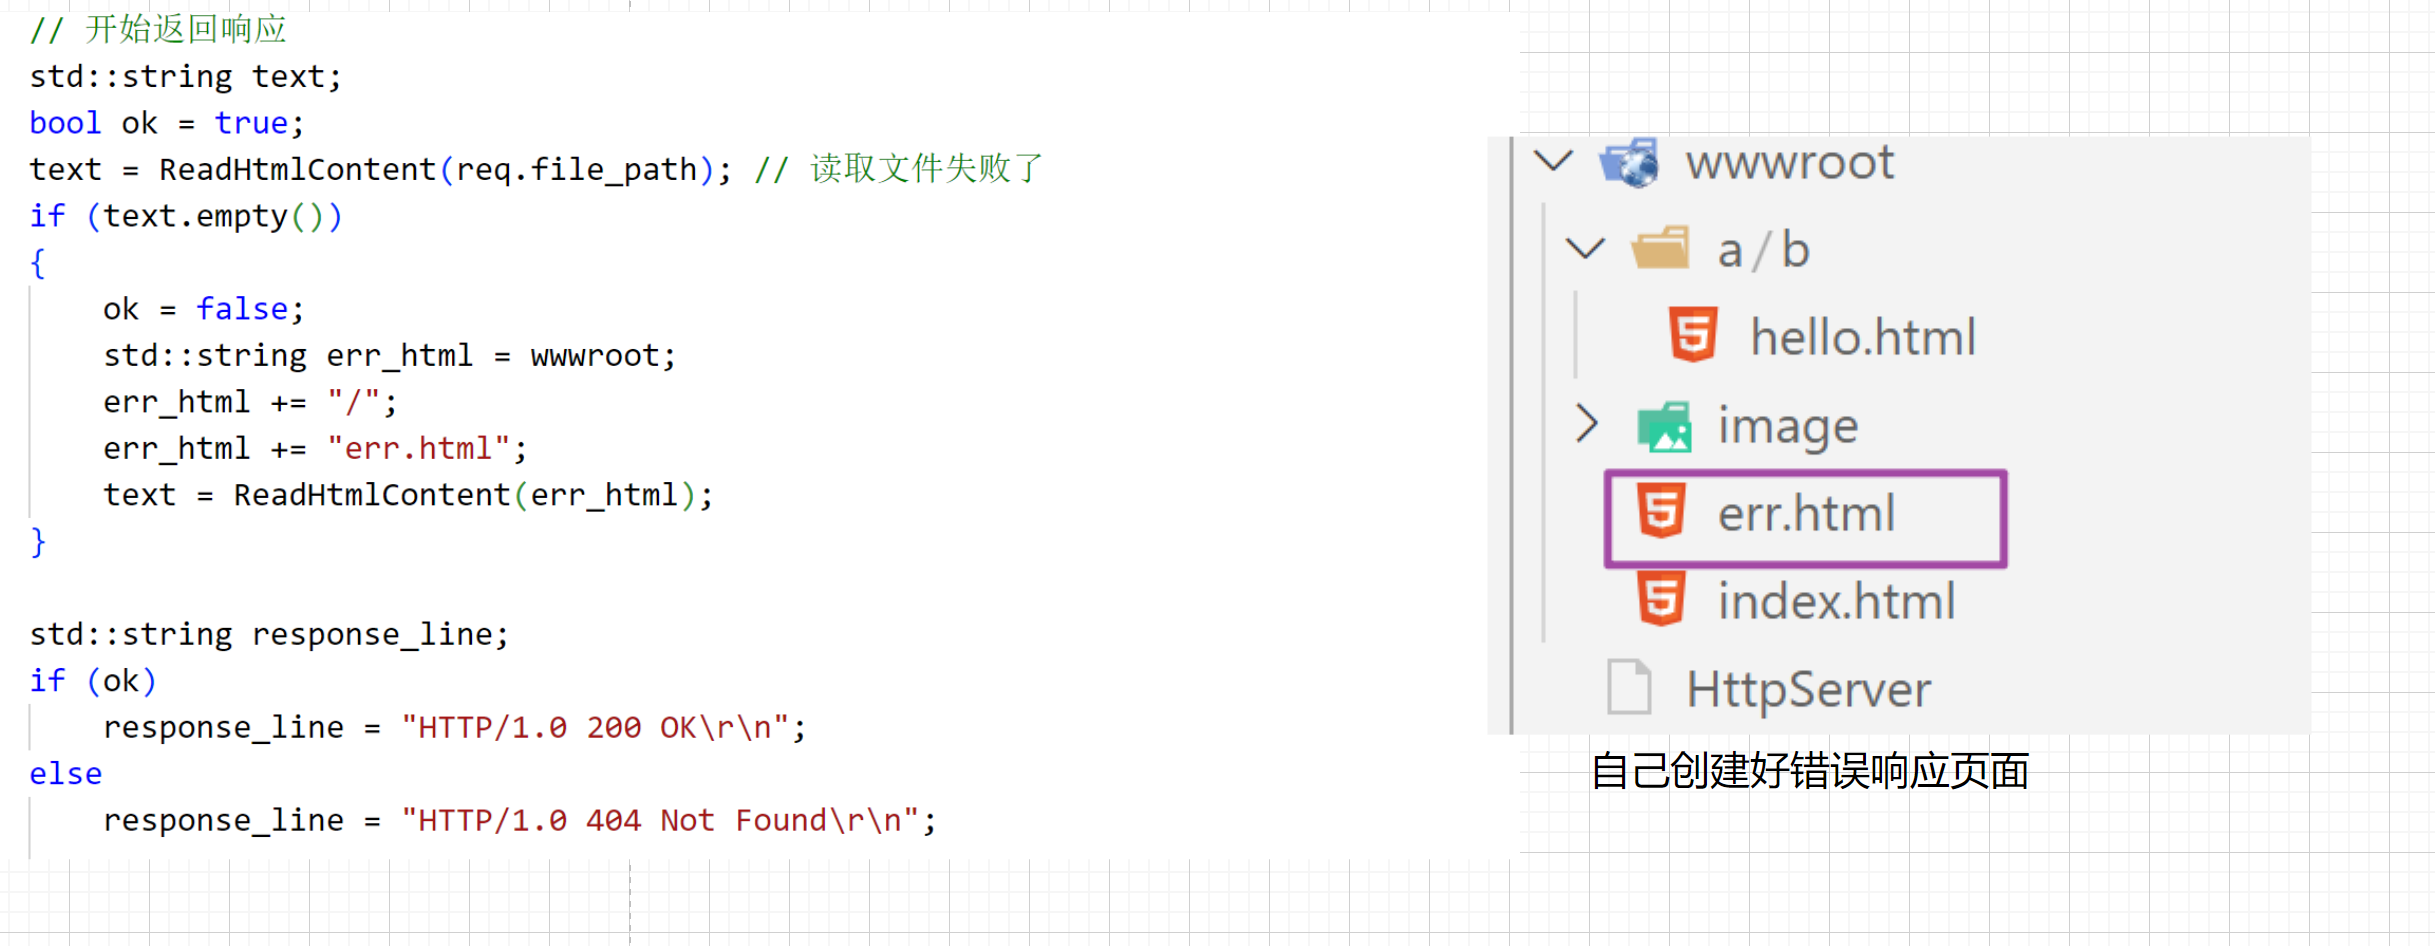 // 开始返回响应
std::string text;
bool ok = true;
text = ReadHtmlContent(req.file_path); // 读取文件失败了
if (text.empty())
{
    ok = false;
    std::string err_html = wwwroot;
    err_html += "/";
    err_html += "err.html";
    text = ReadHtmlContent(err_html);
}
std::string response_line;
if (ok)
    response_line = "HTTP/1.0 200 OK\r\n";
else
    response_line = "HTTP/1.0 404 Not Found\r\n";
wwwroot
a/b
hello.html
image
err.html
index.html
HttpServer
自己创建好错误响应页面